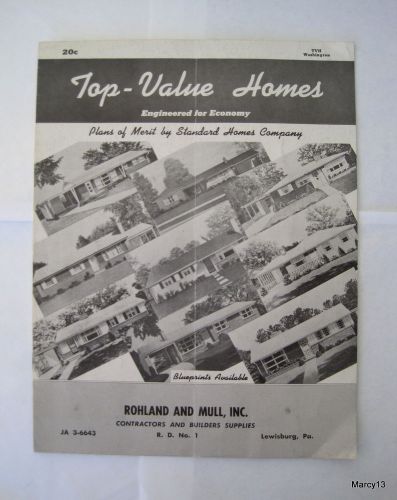 20c
TVH
Washington
Top-Value Homes
Engineered for Economy
Plans of Merit by Standard Homes Company
Blueprints Available
ROHLAND AND MULL, INC.
CONTRACTORS AND BUILDERS SUPPLIES
JA 3-6643 R. D. No. 1 Lewisburg, Pa.
Marcy13